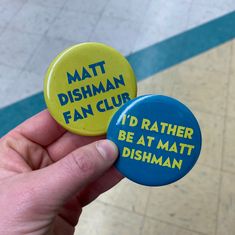 MATT
DISHMAN
FAN CLUB
I'D RATHER
BE AT MATT
DISHMAN